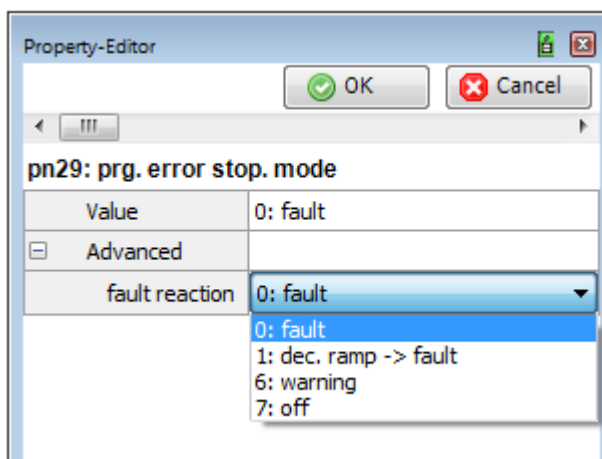 Property-Editor
OK
Cancel
pn29: prg. error stop. mode
Value
0: fault
Advanced
fault reaction
0: fault
0: fault
1: dec. ramp -> fault
6: warning
7: off